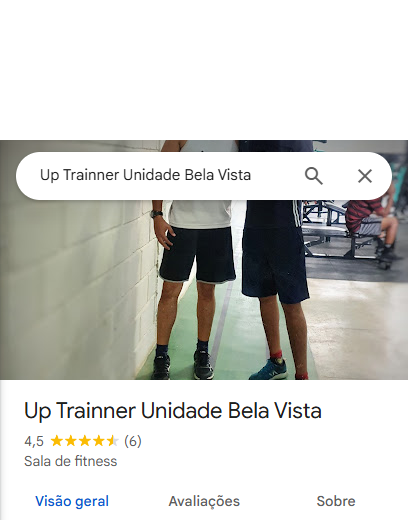 Up Trainner Unidade Bela Vista
Up Trainner Unidade Bela Vista
4,5 (6)
Sala de fitness
Visão geral Avaliações Sobre